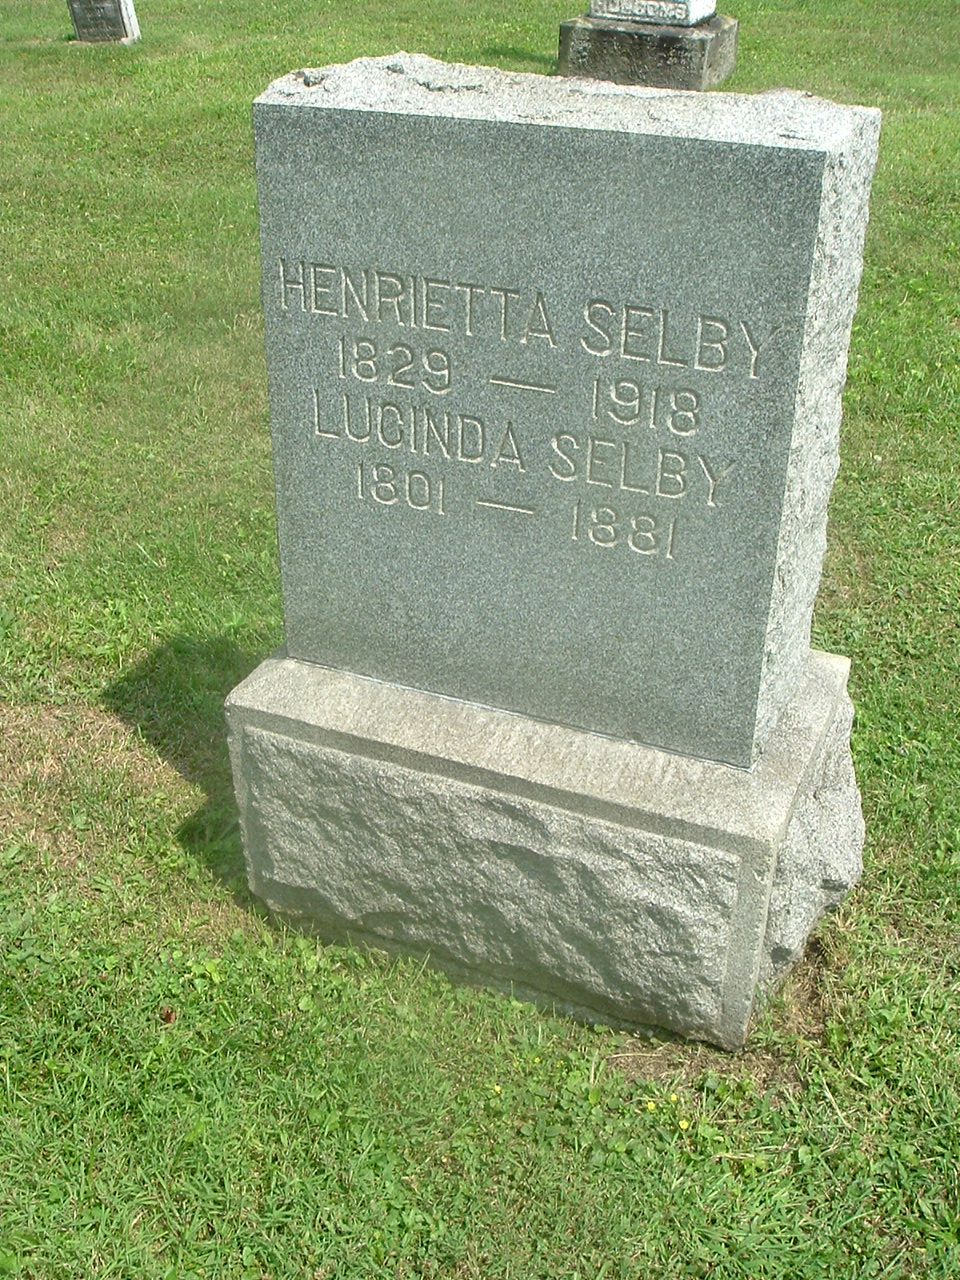 HENRIETTA SELBY
1829 — 1918
LUCINDA SELBY
1801 — 1881